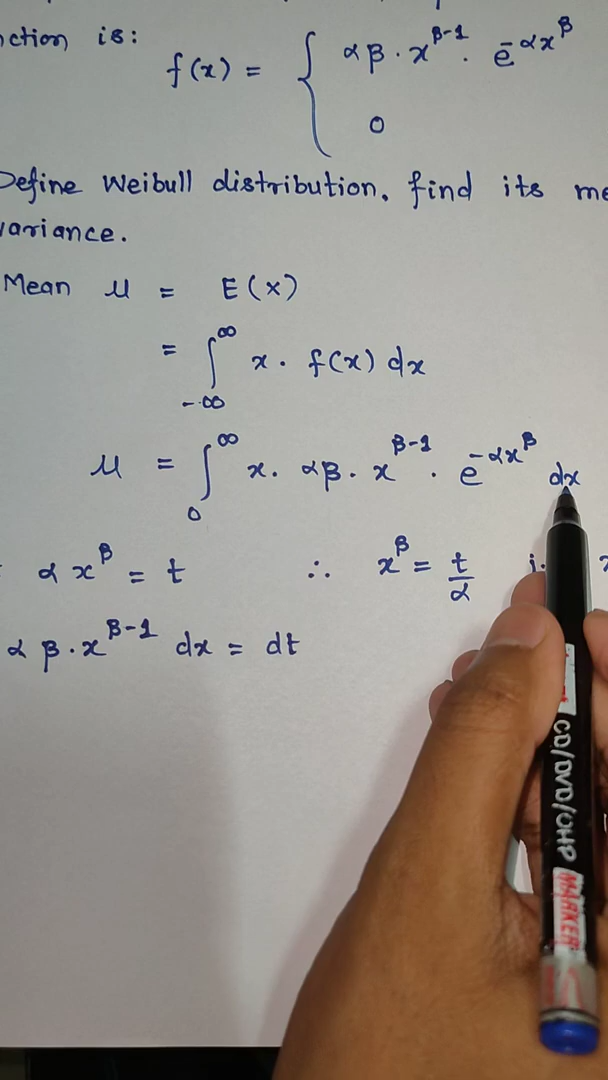 nction is:
f(x) = { αβ · x^{β-1} · e^{-αx^β}
0
Define Weibull distribution. find its me
variance.
Mean μ = E(x)
= ∫_{-∞}^{∞} x · f(x) dx
μ = ∫_{0}^{∞} x · αβ · x^{β-1} · e^{-αx^β} dx
αx^β = t ∴ x^β = t/α i.
αβ · x^{β-1} dx = dt
CD/DVD/OHP MARKER